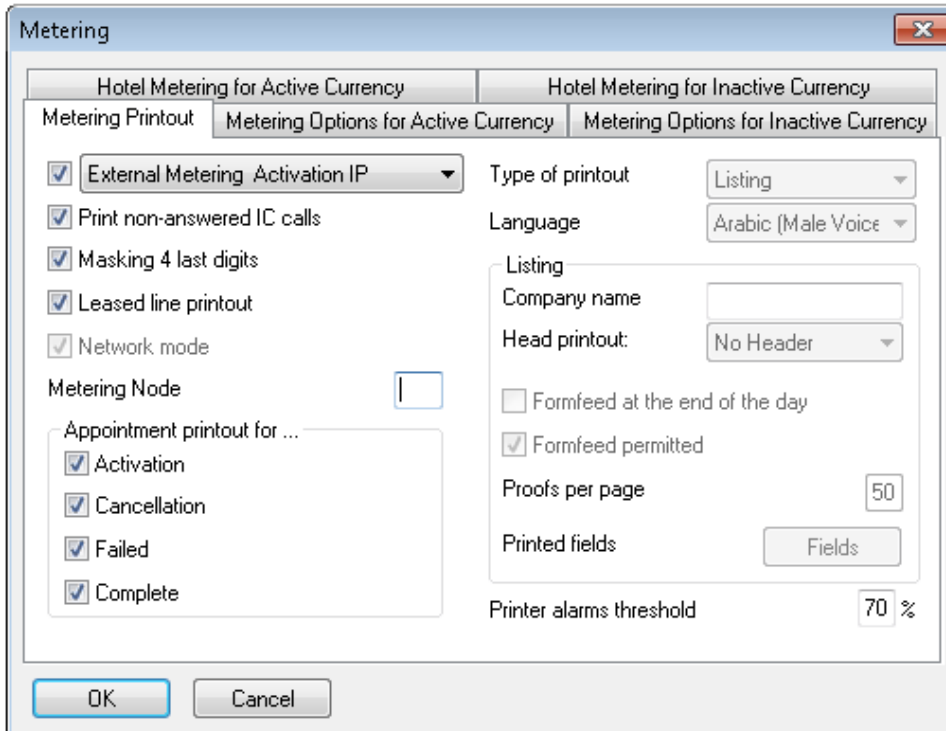 Metering
Hotel Metering for Active Currency
Hotel Metering for Inactive Currency
Metering Printout
Metering Options for Active Currency
Metering Options for Inactive Currency
External Metering Activation IP
Print non-answered IC calls
Masking 4 last digits
Leased line printout
Network mode
Metering Node
Appointment printout for ...
Activation
Cancellation
Failed
Complete
Type of printout Listing
Language Arabic (Male Voice
Listing
Company name
Head printout: No Header
Formfeed at the end of the day
Formfeed permitted
Proofs per page 50
Printed fields Fields
Printer alarms threshold 70 %
OK Cancel